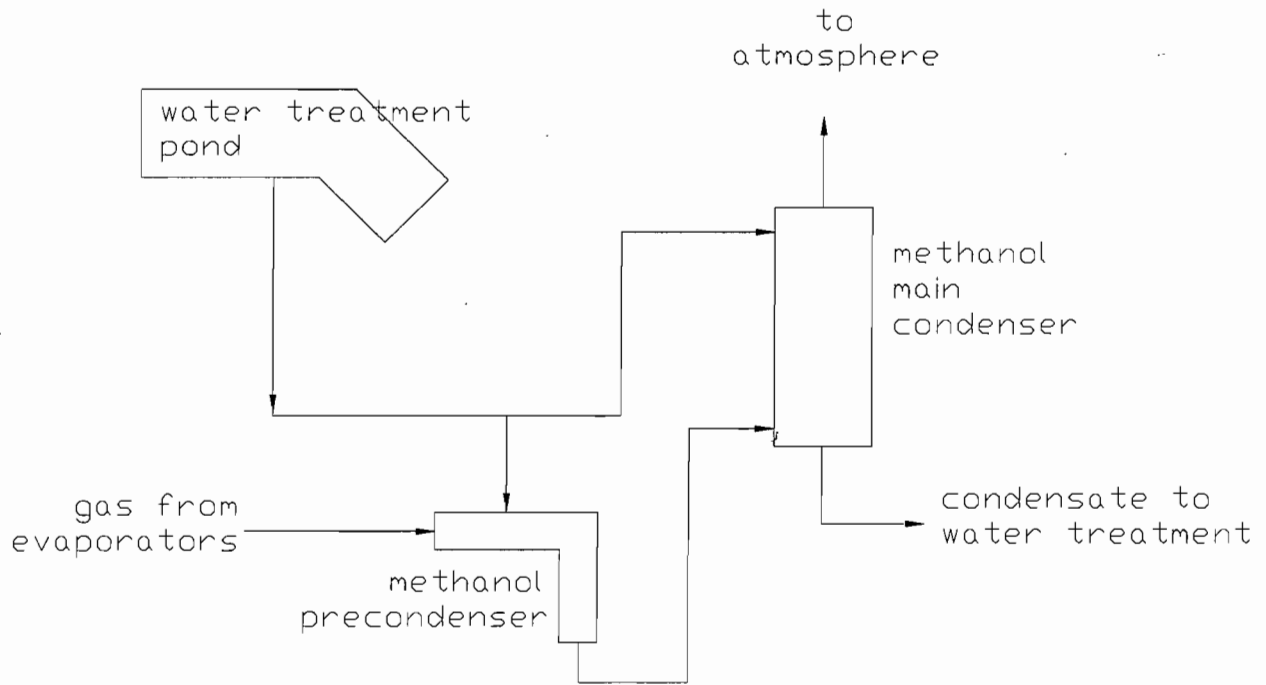 to
atmosphere
water treatment
pond
methanol
main
condenser
gas from
evaporators
condensate to
water treatment
methanol
precondenser